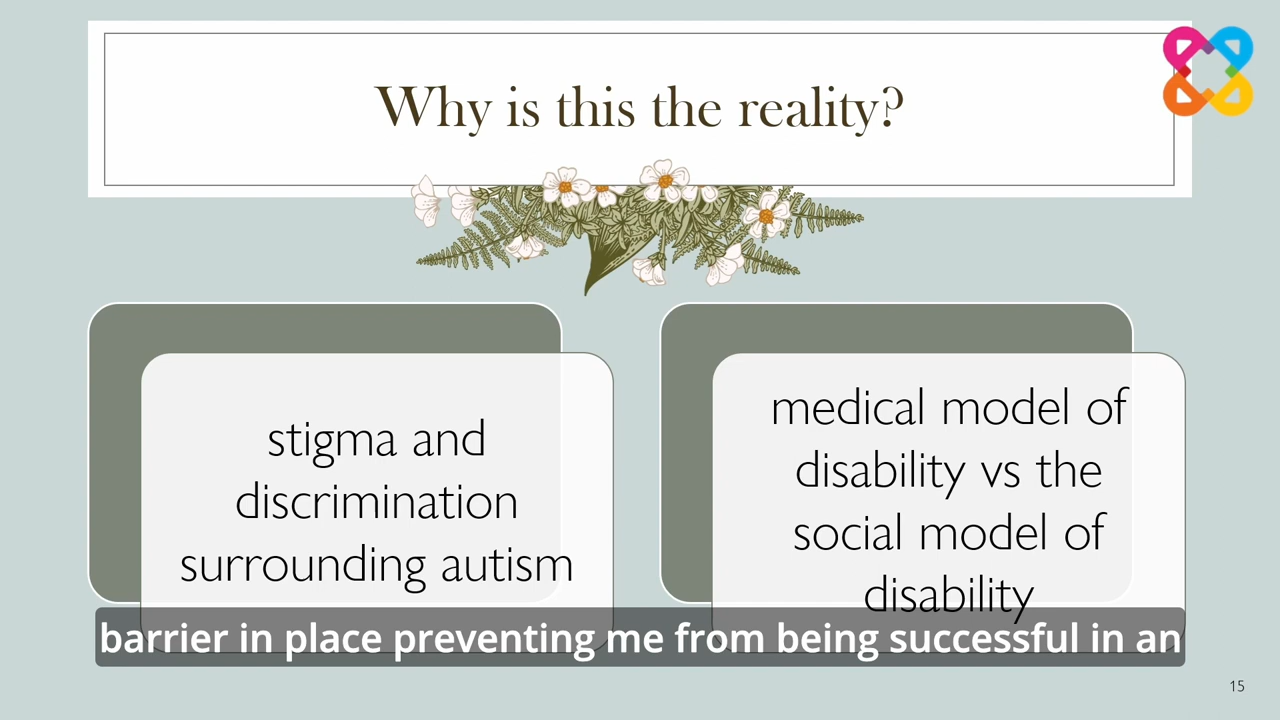 Why is this the reality?
stigma and
discrimination
surrounding autism
medical model of
disability vs the
social model of
disability
barrier in place preventing me from being successful in an
15